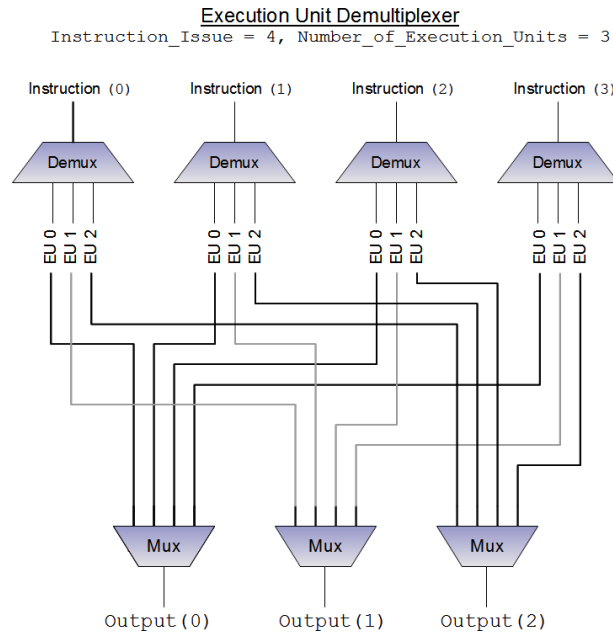 Execution Unit Demultiplexer
Instruction_Issue = 4, Number_of_Execution_Units = 3
Instruction (0) Instruction (1) Instruction (2) Instruction (3)
Demux Demux Demux Demux
EU 0 EU 1 EU 2 EU 0 EU 1 EU 2 EU 0 EU 1 EU 2 EU 0 EU 1 EU 2
Mux Mux Mux
Output(0) Output(1) Output(2)